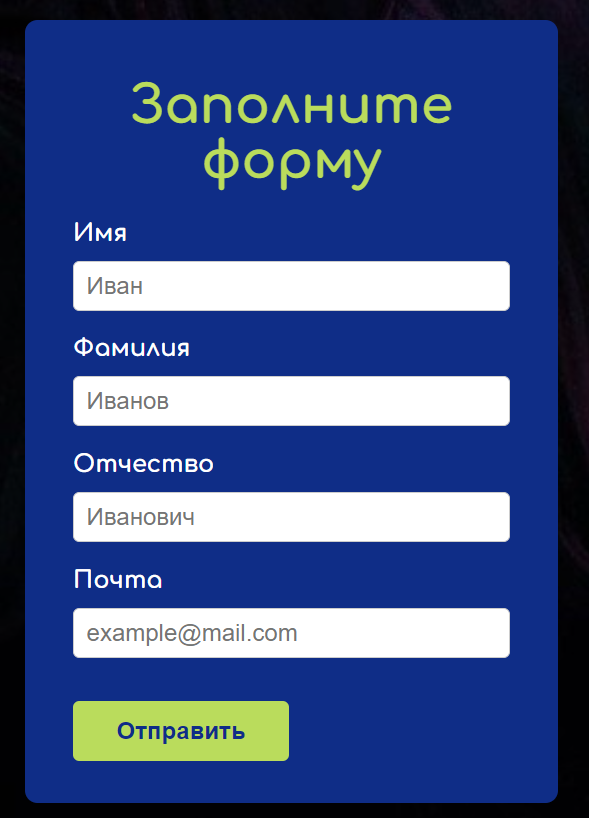 Заполните
форму
Имя
Иван
Фамилия
Иванов
Отчество
Иванович
Почта
example@mail.com
Отправить